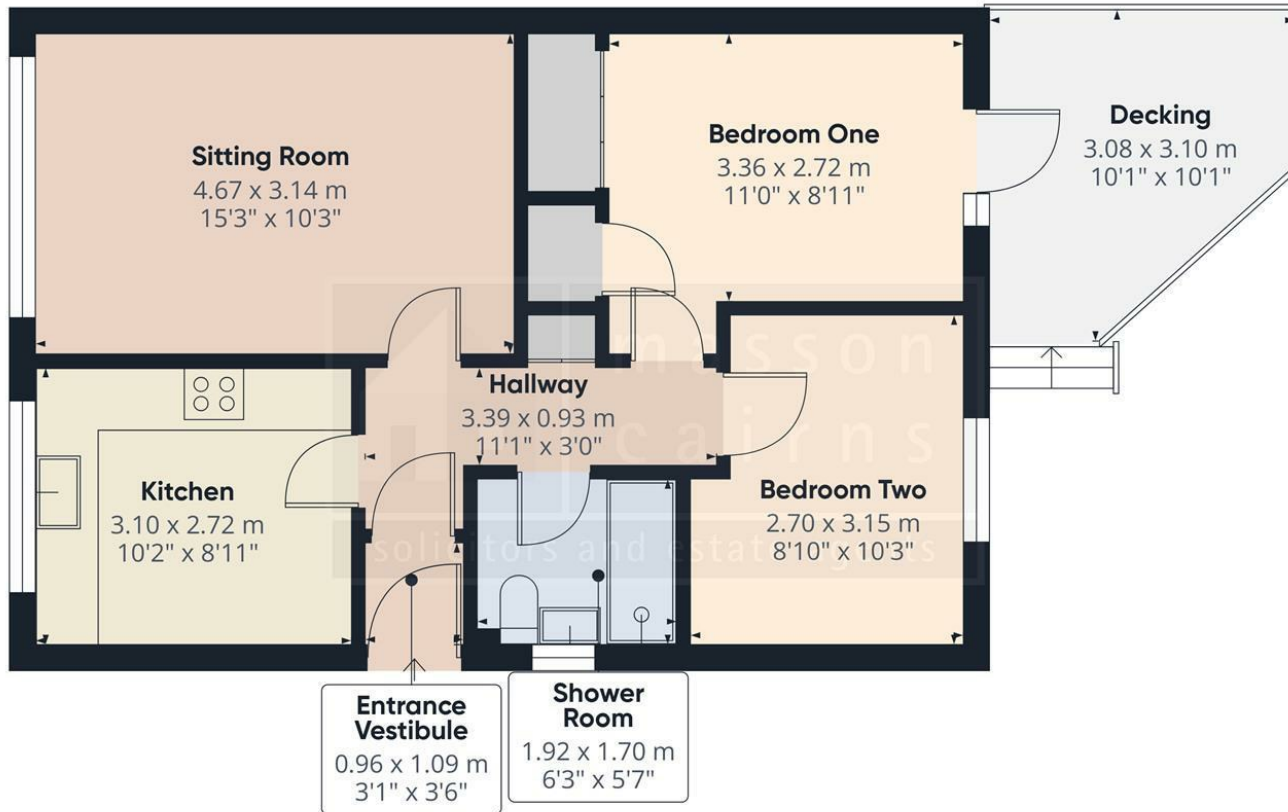 Sitting Room
4.67 x 3.14 m
15'3" x 10'3"
Bedroom One
3.36 x 2.72 m
11'0" x 8'11"
Decking
3.08 x 3.10 m
10'1" x 10'1"
Hallway
3.39 x 0.93 m
11'1" x 3'0"
Kitchen
3.10 x 2.72 m
10'2" x 8'11"
Bedroom Two
2.70 x 3.15 m
8'10" x 10'3"
masson
cairns
solicitors and estate agents
Entrance
Vestibule
0.96 x 1.09 m
3'1" x 3'6"
Shower
Room
1.92 x 1.70 m
6'3" x 5'7"